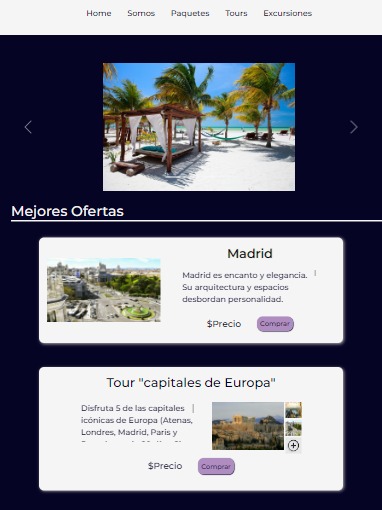 Home Somos Paquetes Tours Excursiones
Mejores Ofertas
Madrid
Madrid es encanto y elegancia.
Su arquitectura y espacios
desbordan personalidad.
$Precio Comprar
Tour "capitales de Europa"
Disfruta 5 de las capitales
icónicas de Europa (Atenas,
Londres, Madrid, Paris y
$Precio Comprar